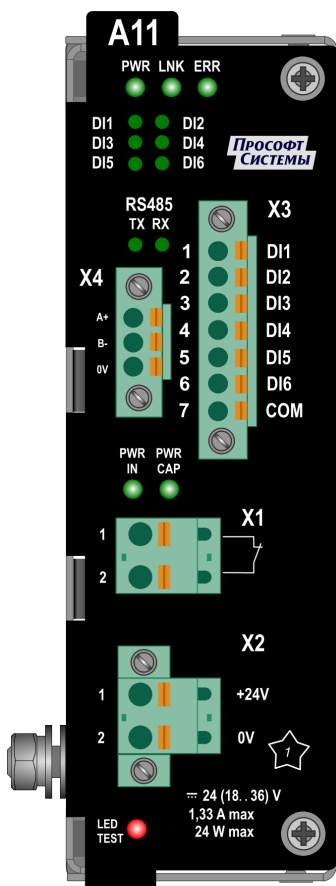 A11
PWR LNK ERR
DI1 DI2
DI3 DI4
DI5 DI6
ПРОСОФТ
СИСТЕМЫ
RS485
TX RX
X3
1 DI1
2 DI2
3 DI3
4 DI4
5 DI5
6 DI6
7 COM
X4
A+
B-
0V
PWR IN
PWR CAP
X1
1
2
X2
1 +24V
2 0V
1
⎓ 24 (18. . 36) V
1,33 A max
24 W max
LED
TEST